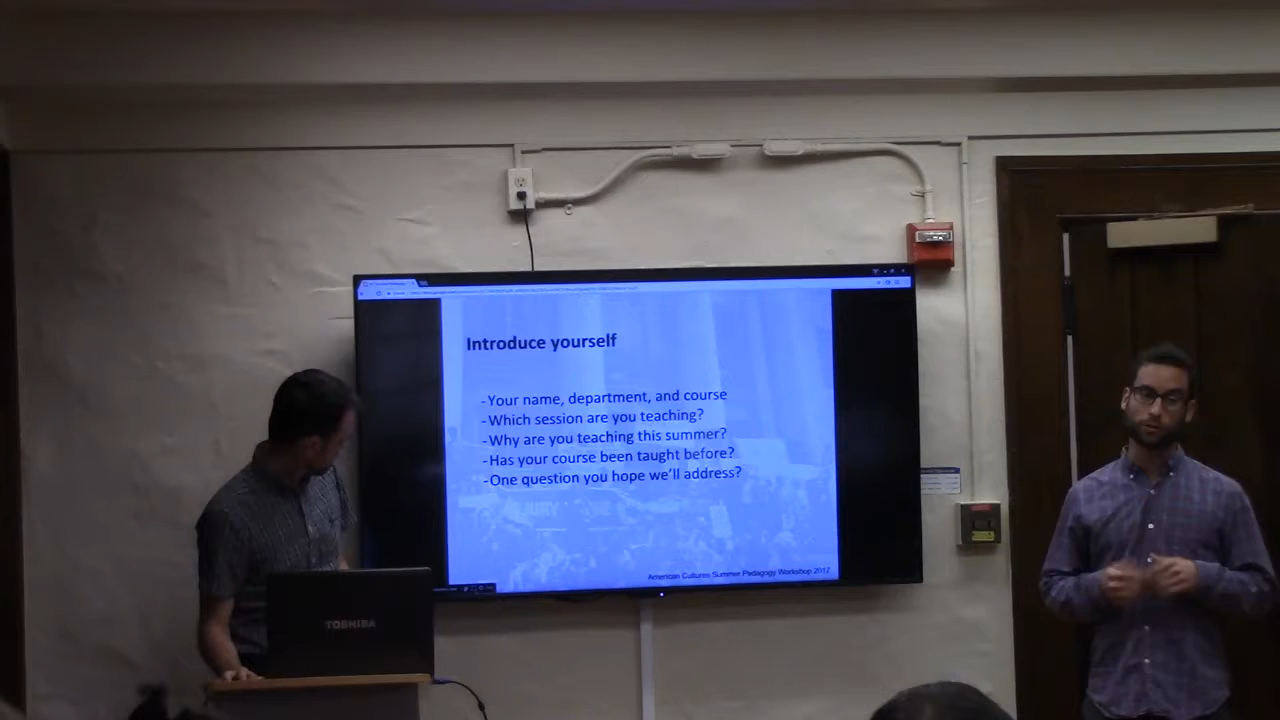 Introduce yourself
-Your name, department, and course
-Which session are you teaching?
-Why are you teaching this summer?
-Has your course been taught before?
-One question you hope we'll address?
American Cultures Summer Pedagogy Workshop 2017
TOSHIBA